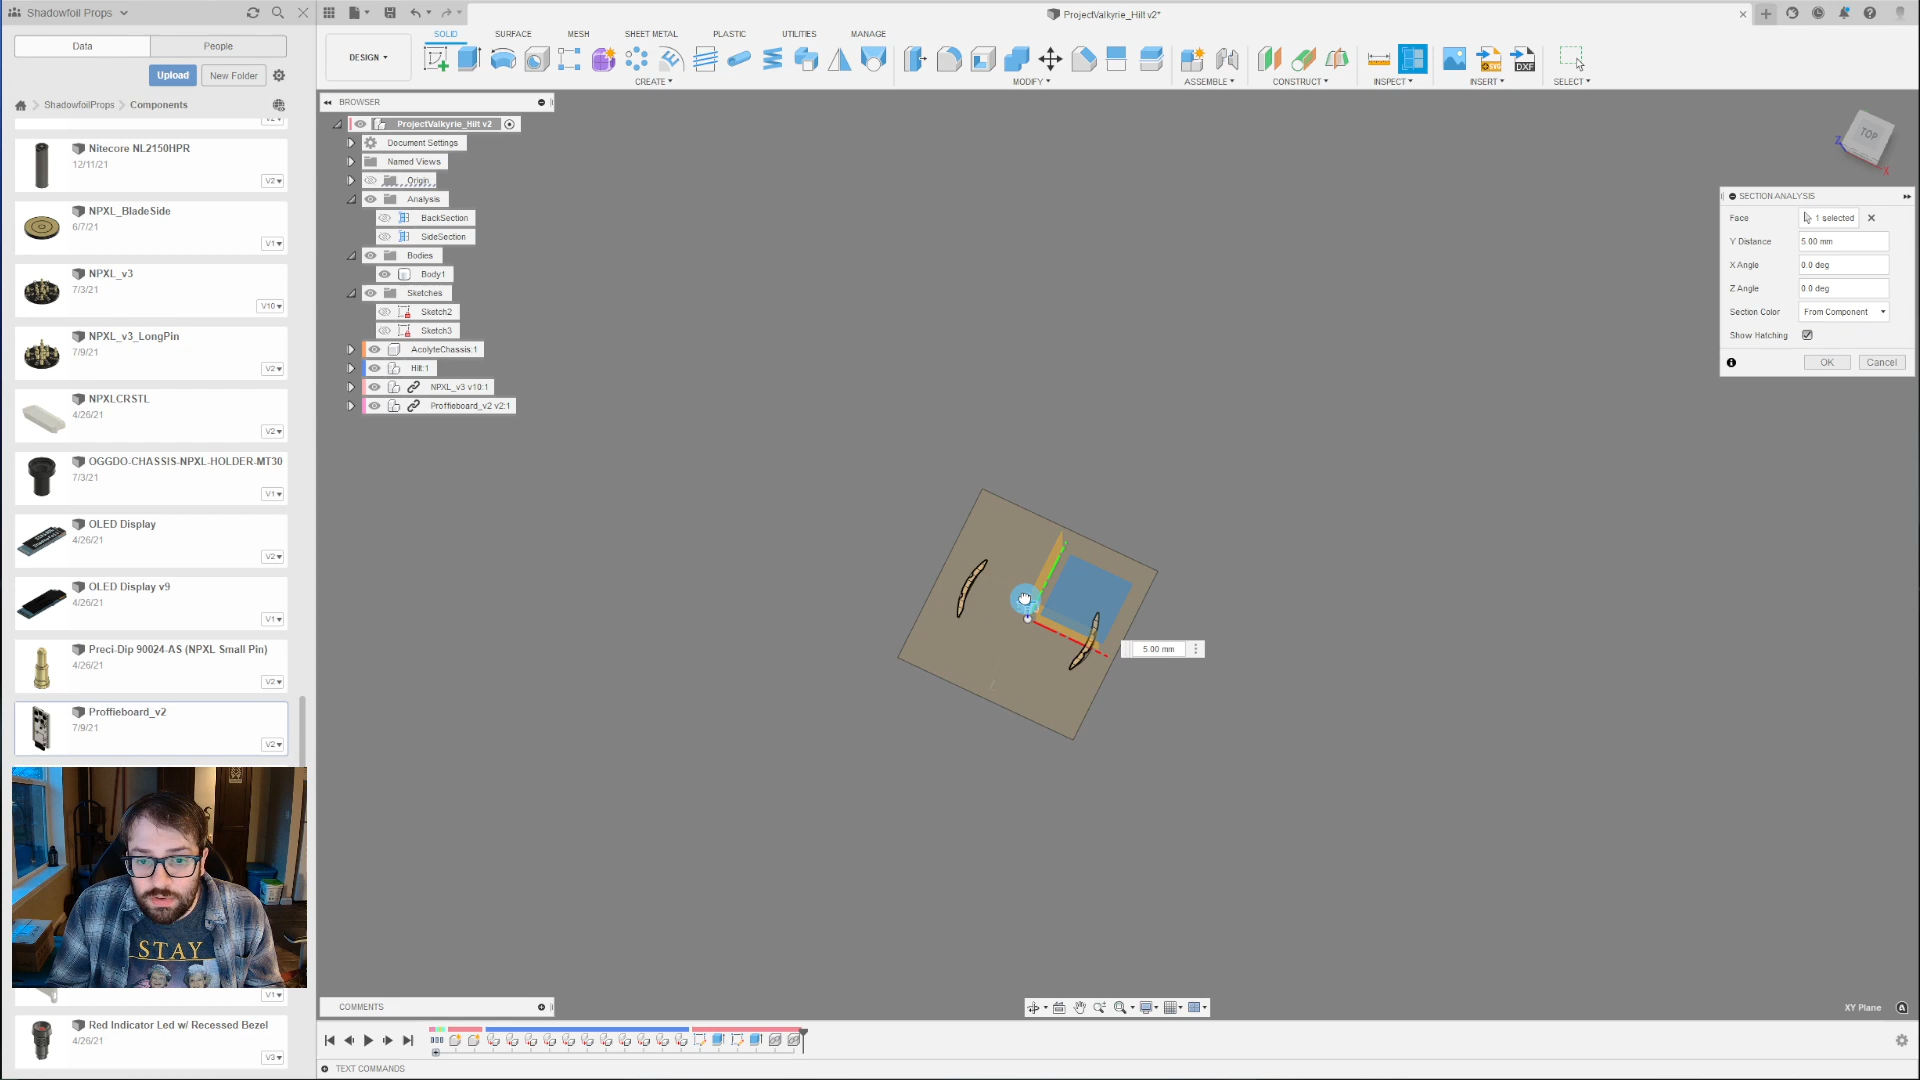 Shadowfoil Props
ProjectValkyrie_Hilt v2*
Data
People
Upload
New Folder
ShadowfoilProps
Components
DESIGN
SOLID
SURFACE
MESH
SHEET METAL
PLASTIC
UTILITIES
MANAGE
CREATE
MODIFY
ASSEMBLE
CONSTRUCT
INSPECT
INSERT
SELECT
Nitecore NL2150HPR
12/11/21
V2
NPXL_BladeSide
6/7/21
V1
NPXL_v3
7/3/21
V10
NPXL_v3_LongPin
7/9/21
V2
NPXLCRSTL
4/26/21
V2
OGGDO-CHASSIS-NPXL-HOLDER-MT30
7/3/21
V1
OLED Display
4/26/21
V2
OLED Display v9
4/26/21
V1
Preci-Dip 90024-AS (NPXL Small Pin)
4/26/21
V2
Proffieboard_v2
7/9/21
V2
STAY
V1
Red Indicator Led w/ Recessed Bezel
4/26/21
V3
BROWSER
ProjectValkyrie_Hilt v2
Document Settings
Named Views
Origin
Analysis
BackSection
SideSection
Bodies
Body1
Sketches
Sketch2
Sketch3
AcolyteChassis:1
Hilt:1
NPXL_v3 v10:1
Proffieboard_v2 v2:1
TOP
Z
X
SECTION ANALYSIS
Face
1 selected
Y Distance
5.00 mm
X Angle
0.0 deg
Z Angle
0.0 deg
Section Color
From Component
Show Hatching
OK
Cancel
5.00 mm
COMMENTS
XY Plane
TEXT COMMANDS